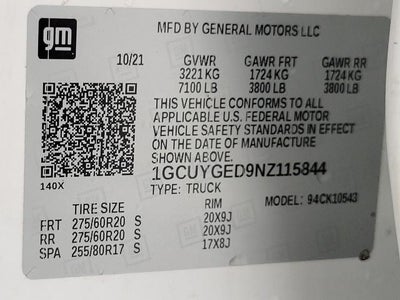 gm
MFD BY GENERAL MOTORS LLC
10/21 GVWR GAWR FRT GAWR RR
3221 KG 1724 KG 1724 KG
7100 LB 3800 LB 3800 LB
THIS VEHICLE CONFORMS TO ALL
APPLICABLE U.S. FEDERAL MOTOR
VEHICLE SAFETY STANDARDS IN EFFECT
ON THE DATE OF MANUFACTURE
SHOWN ABOVE.
1GCUYGED9NZ115844
140X TYPE: TRUCK MODEL: 94CK10543
TIRE SIZE RIM
FRT 275/60R20 S 20X9J
RR 275/60R20 S 20X9J
SPA 255/80R17 S 17X8J